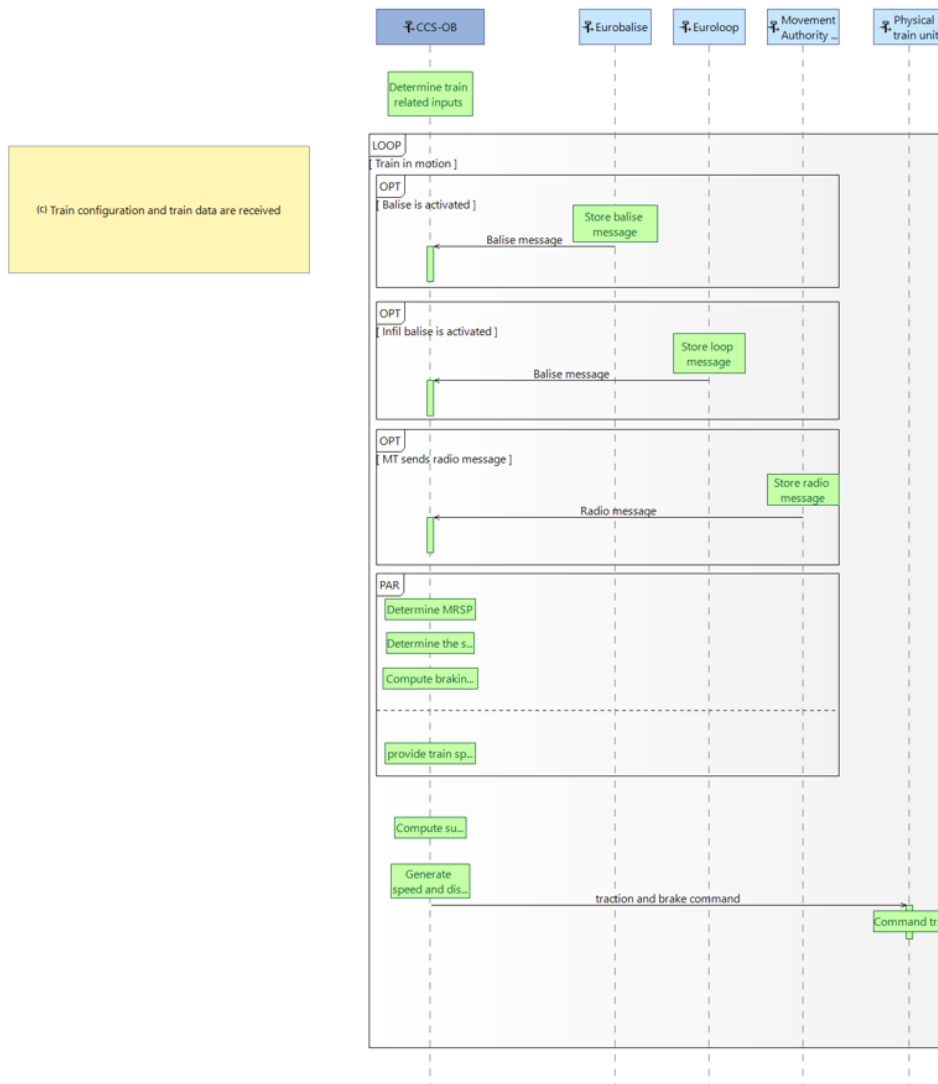 CCS-OB
Eurobalise
Euroloop
Movement
Authority ...
Physical
train unit
Determine train
related inputs
LOOP
[ Train in motion ]
(c) Train configuration and train data are received
OPT
[ Balise is activated ]
Store balise
message
Balise message
OPT
[ Infil balise is activated ]
Store loop
message
Balise message
OPT
[ MT sends radio message ]
Store radio
message
Radio message
PAR
Determine MRSP
Determine the s...
Compute brakin...
provide train sp...
Compute su...
Generate
speed and dis...
traction and brake command
Command tra